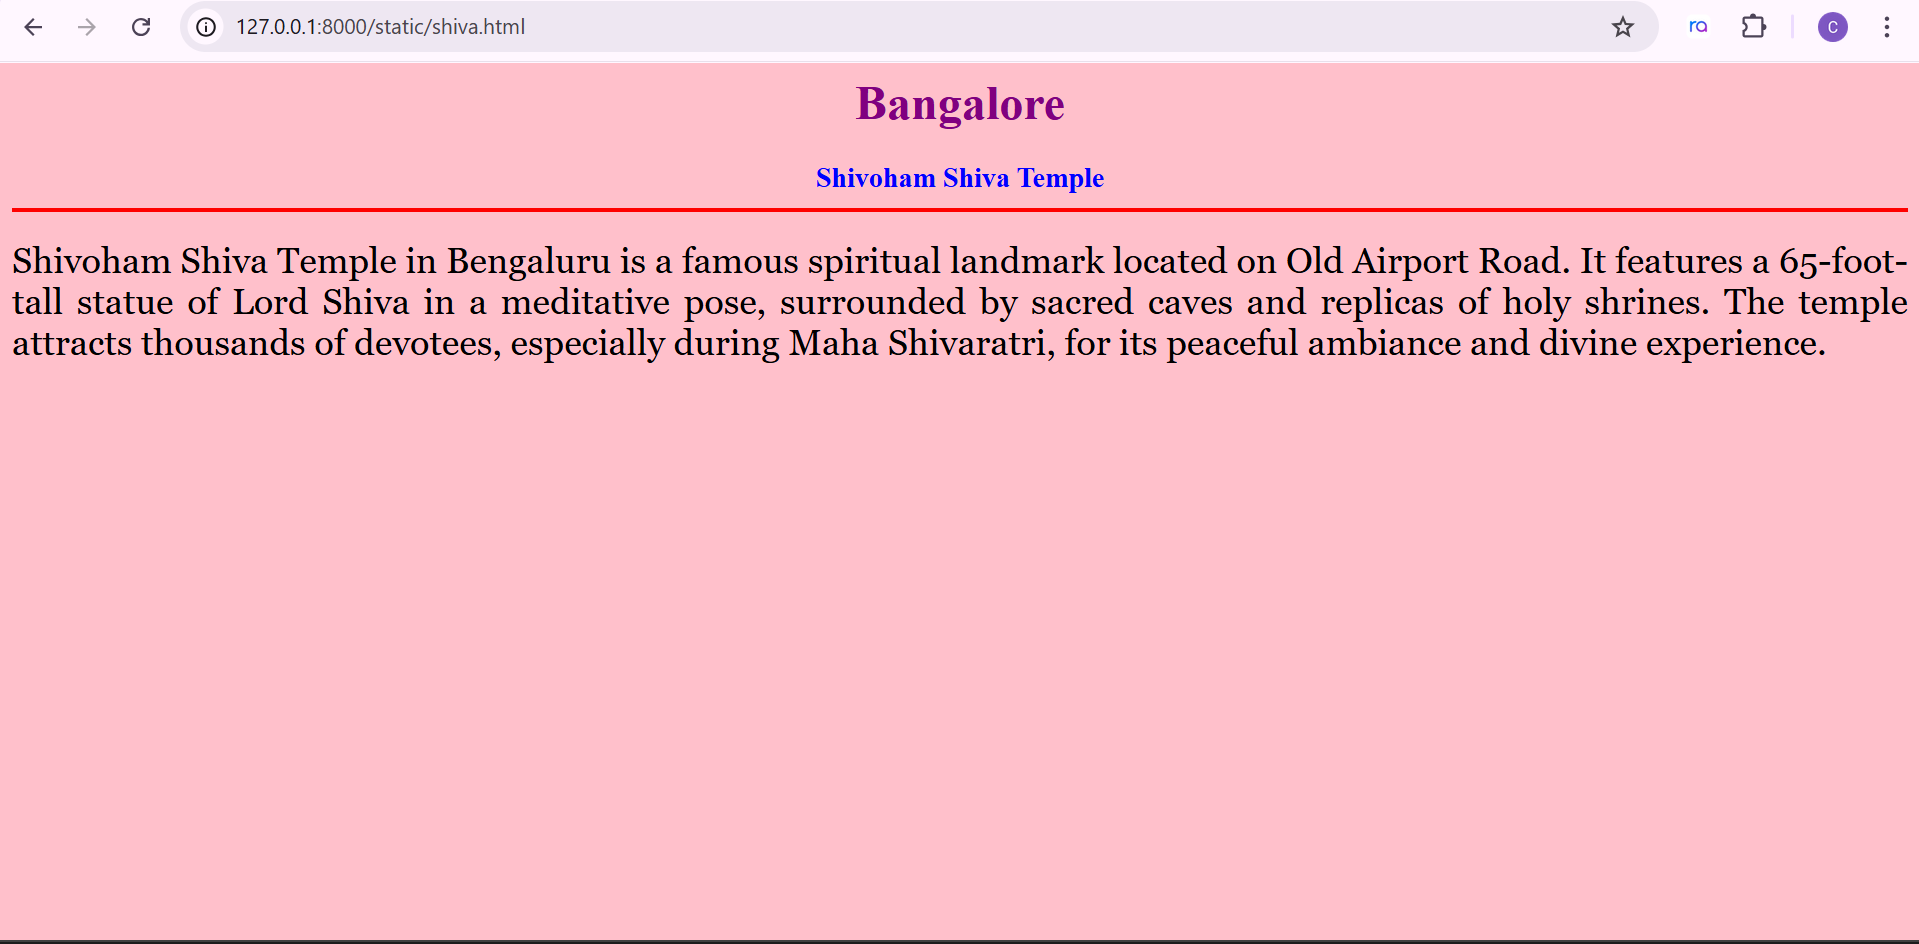 127.0.0.1:8000/static/shiva.html
ra
C
Bangalore
Shivoham Shiva Temple
Shivoham Shiva Temple in Bengaluru is a famous spiritual landmark located on Old Airport Road. It features a 65-foot-
tall statue of Lord Shiva in a meditative pose, surrounded by sacred caves and replicas of holy shrines. The temple
attracts thousands of devotees, especially during Maha Shivaratri, for its peaceful ambiance and divine experience.